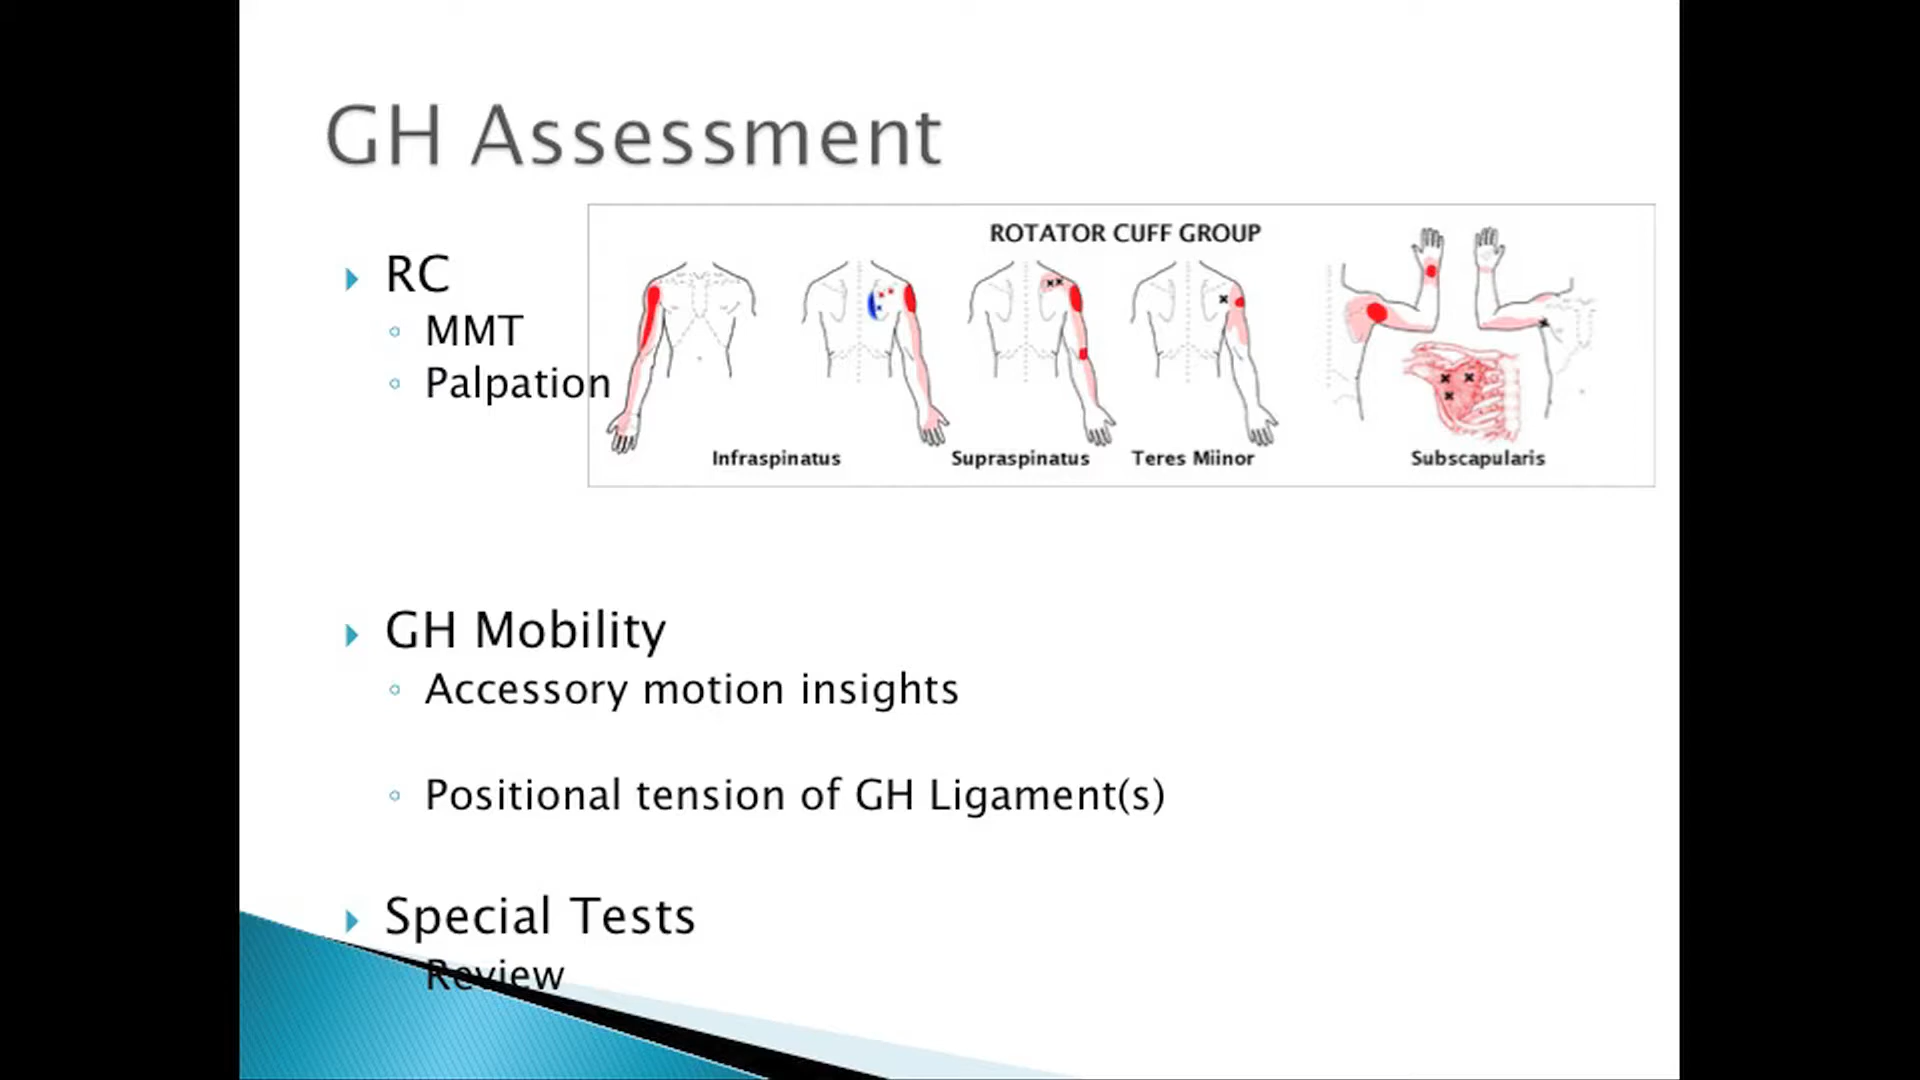 GH Assessment
RC
MMT
Palpation
ROTATOR CUFF GROUP
Infraspinatus
Supraspinatus
Teres Miinor
Subscapularis
GH Mobility
Accessory motion insights
Positional tension of GH Ligament(s)
Special Tests
Review